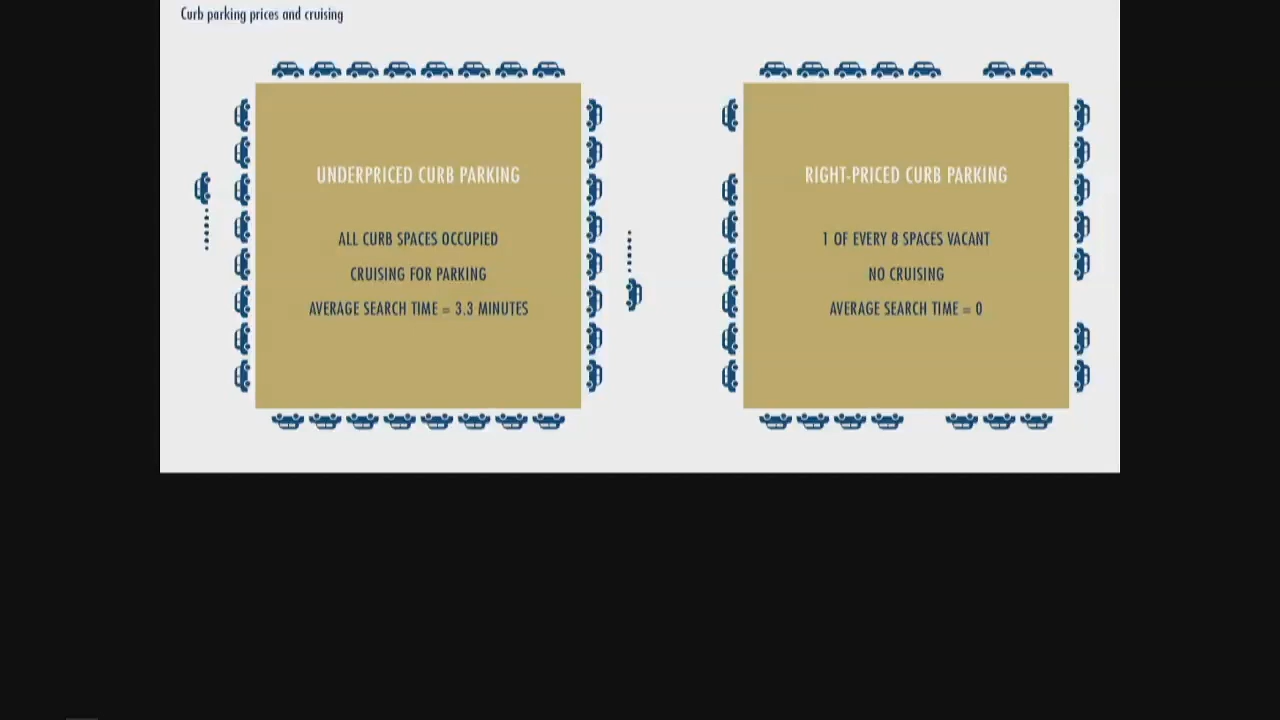 Curb parking prices and cruising
UNDERPRICED CURB PARKING
ALL CURB SPACES OCCUPIED
CRUISING FOR PARKING
AVERAGE SEARCH TIME = 3.3 MINUTES
RIGHT-PRICED CURB PARKING
1 OF EVERY 8 SPACES VACANT
NO CRUISING
AVERAGE SEARCH TIME = 0